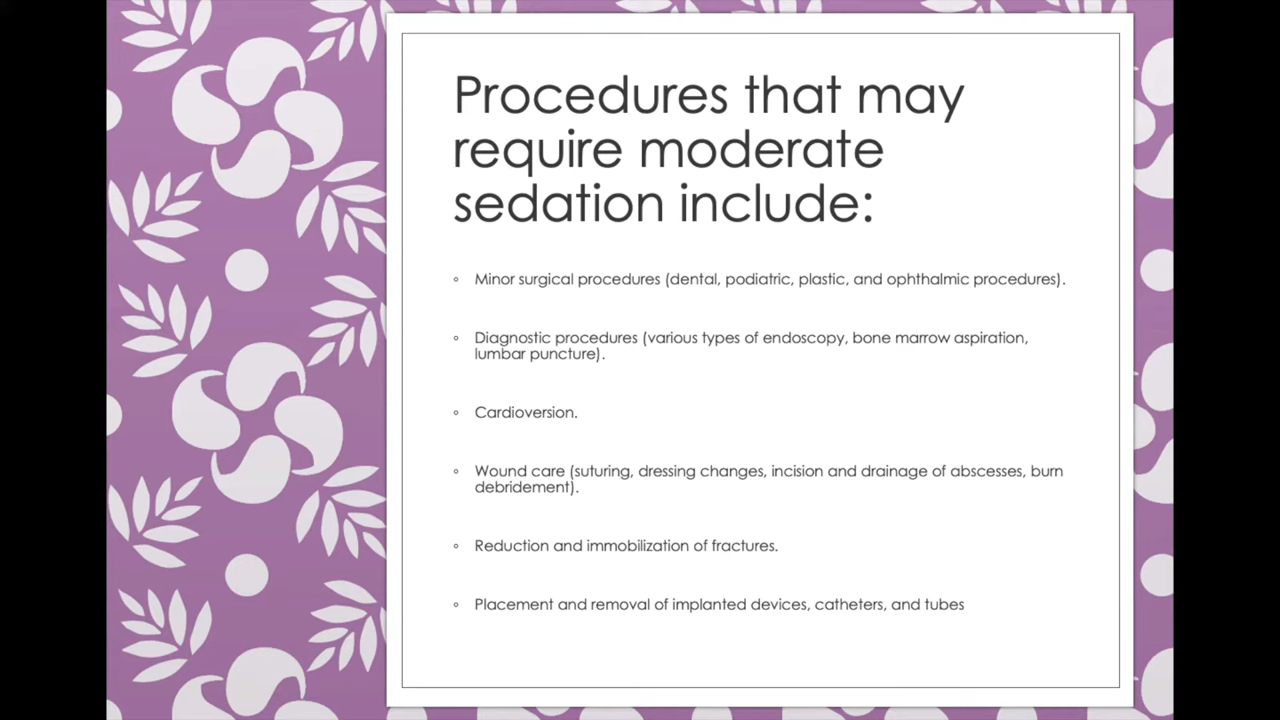 Procedures that may
require moderate
sedation include:
◦ Minor surgical procedures (dental, podiatric, plastic, and ophthalmic procedures).
◦ Diagnostic procedures (various types of endoscopy, bone marrow aspiration,
lumbar puncture).
◦ Cardioversion.
◦ Wound care (suturing, dressing changes, incision and drainage of abscesses, burn
debridement).
◦ Reduction and immobilization of fractures.
◦ Placement and removal of implanted devices, catheters, and tubes